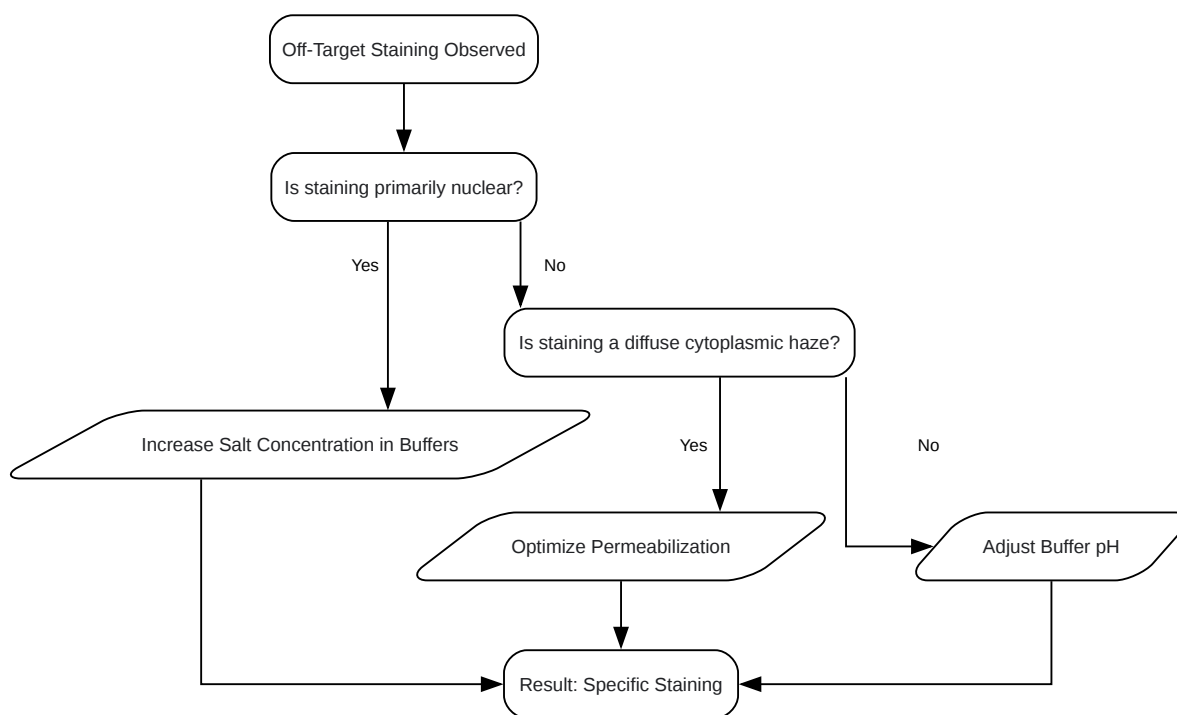 Off-Target Staining Observed
Is staining primarily nuclear?
Yes
No
Is staining a diffuse cytoplasmic haze?
Increase Salt Concentration in Buffers
Yes
No
Optimize Permeabilization
Adjust Buffer pH
Result: Specific Staining